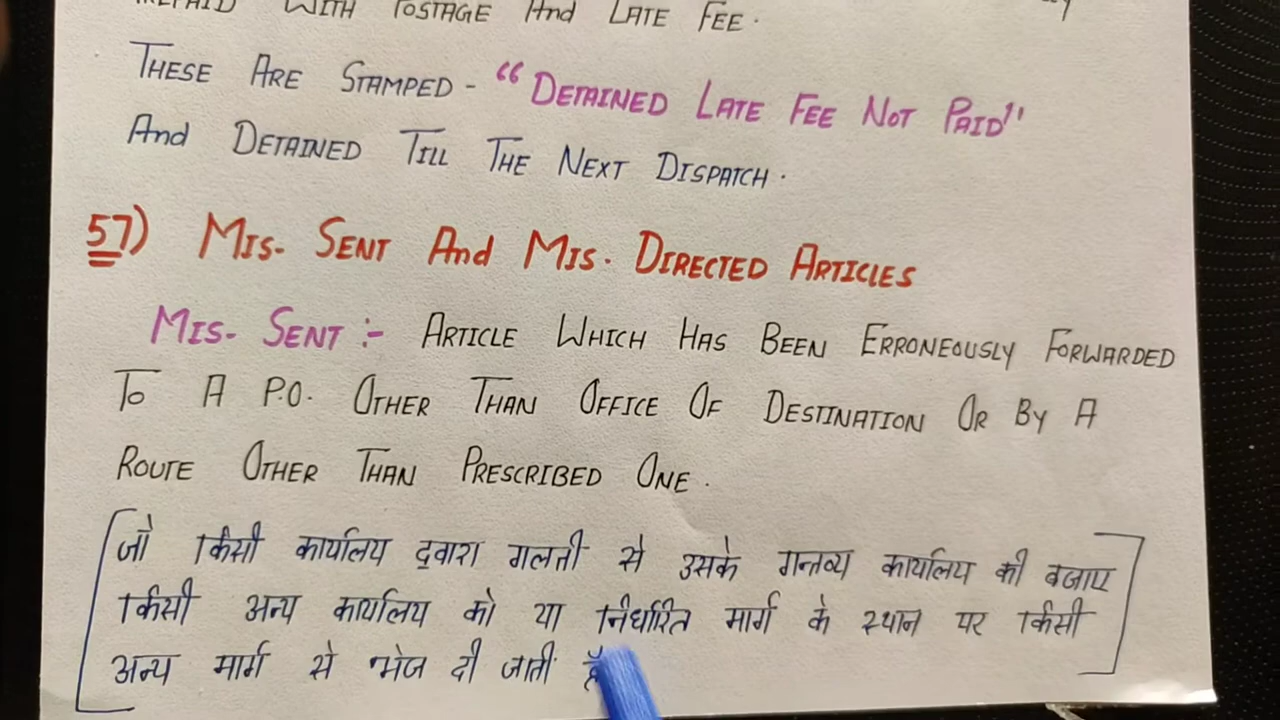 PREPAID WITH POSTAGE And LATE FEE.
THESE ARE STAMPED - "DETAINED LATE FEE NOT PAID"
And DETAINED TILL THE NEXT DISPATCH.
57) MIS- SENT And MIS. DIRECTED ARTICLES
MIS- SENT :- ARTICLE WHICH HAS BEEN ERRONEOUSLY FORWARDED
TO A P.O. OTHER THAN OFFICE OF DESTINATION OR BY A
ROUTE OTHER THAN PRESCRIBED ONE.
[जो किसी कार्यालय द्वारा गलती से उसके गन्तव्य कार्यालय की बजाए
किसी अन्य कार्यालय को या निर्धारित मार्ग के स्थान पर किसी
अन्य मार्ग से भेज दी जाती है]